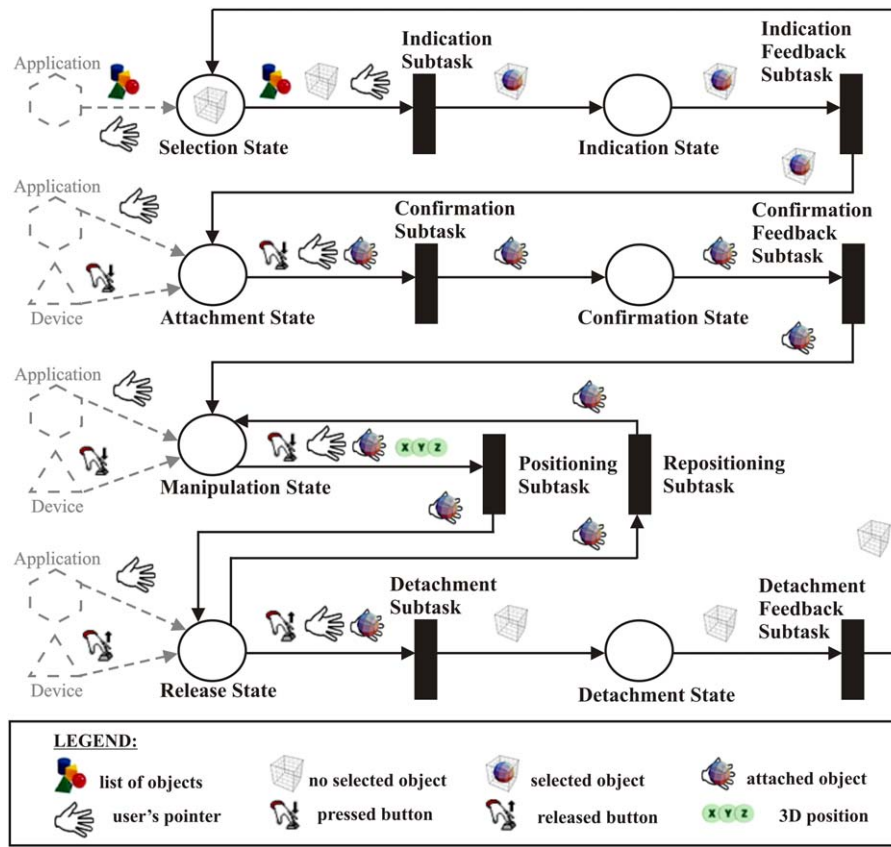 Indication
Subtask
Indication
Feedback
Subtask
Application
Selection State
Indication State
Application
Confirmation
Subtask
Confirmation
Feedback
Subtask
Device
Attachment State
Confirmation State
Application
X Y Z
Positioning
Subtask
Repositioning
Subtask
Device
Manipulation State
Application
Detachment
Subtask
Detachment
Feedback
Subtask
Device
Release State
Detachment State
LEGEND:
list of objects
no selected object
selected object
attached object
user's pointer
pressed button
released button
X Y Z
3D position